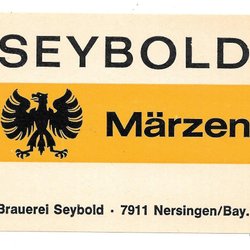 SEYBOLD
Märzen
Brauerei Seybold · 7911 Nersingen/Bay.